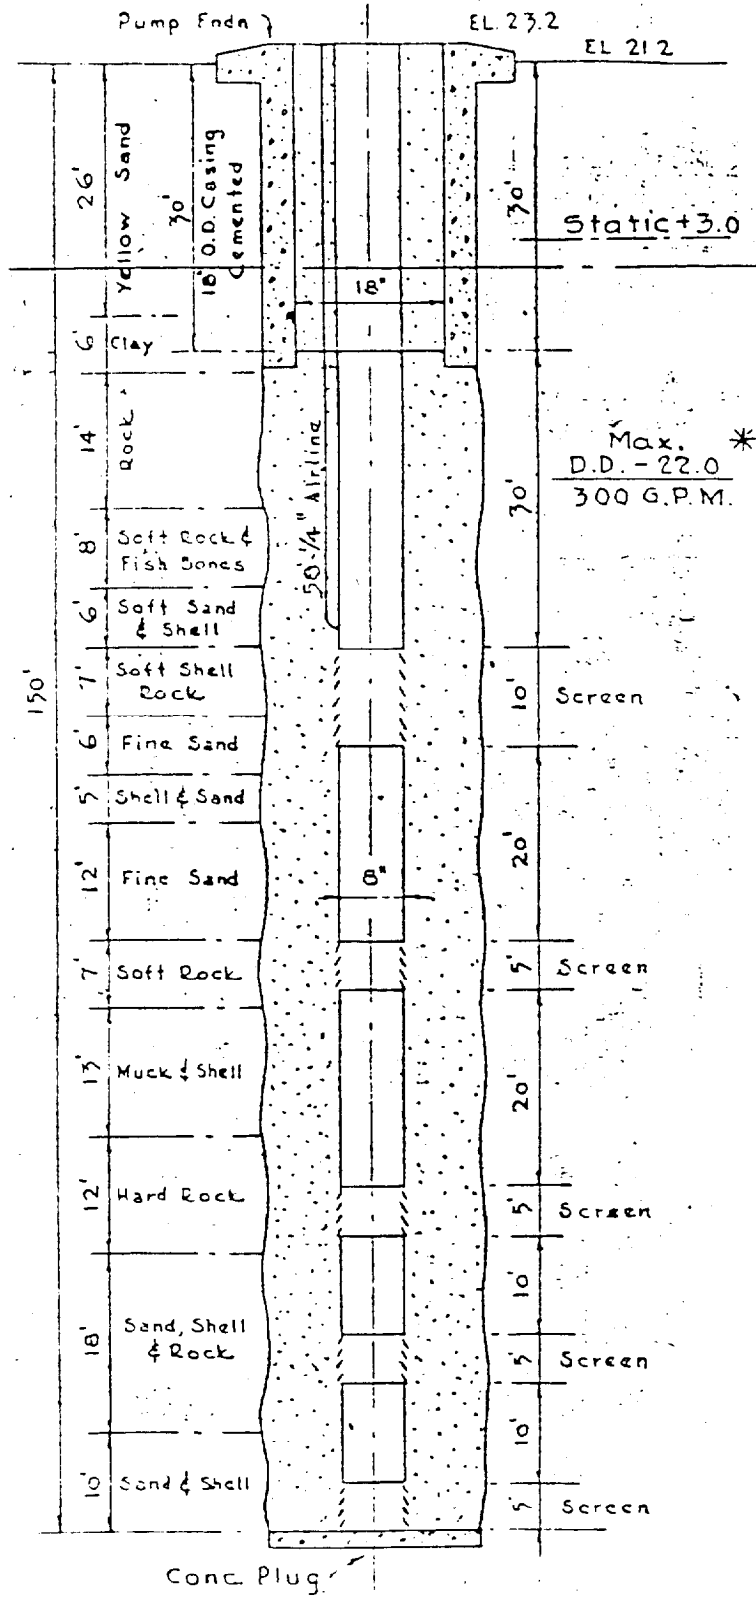 Pump Fndn
EL. 23.2
EL 21.2
26'
Yellow Sand
30'
18" O.D. Casing
Cemented
30'
Static +3.0
18"
6'
Clay
14'
Rock
Max. *
D.D. - 22.0
300 G.P.M.
50'-1/4" Airline
30'
8'
Soft Rock &
Fish Bones
6'
Soft Sand
& Shell
150'
7'
Soft Shell
Rock
10'
Screen
6'
Fine Sand
5'
Shell & Sand
20'
12'
Fine Sand
8"
7'
Soft Rock
5'
Screen
13'
Muck & Shell
20'
12'
Hard Rock
5'
Screen
10'
18'
Sand, Shell
& Rock
5'
Screen
10'
10'
Sand & Shell
5'
Screen
Conc. Plug